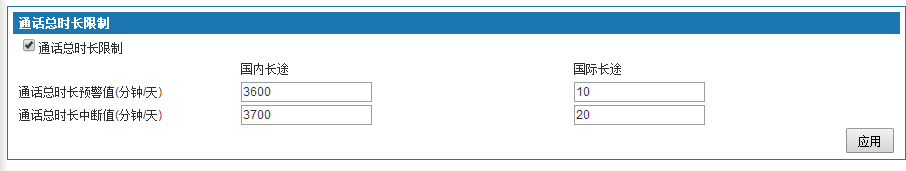 通话总时长限制
通话总时长限制
国内长途 国际长途
通话总时长预警值(分钟/天) 3600 10
通话总时长中断值(分钟/天) 3700 20
应用